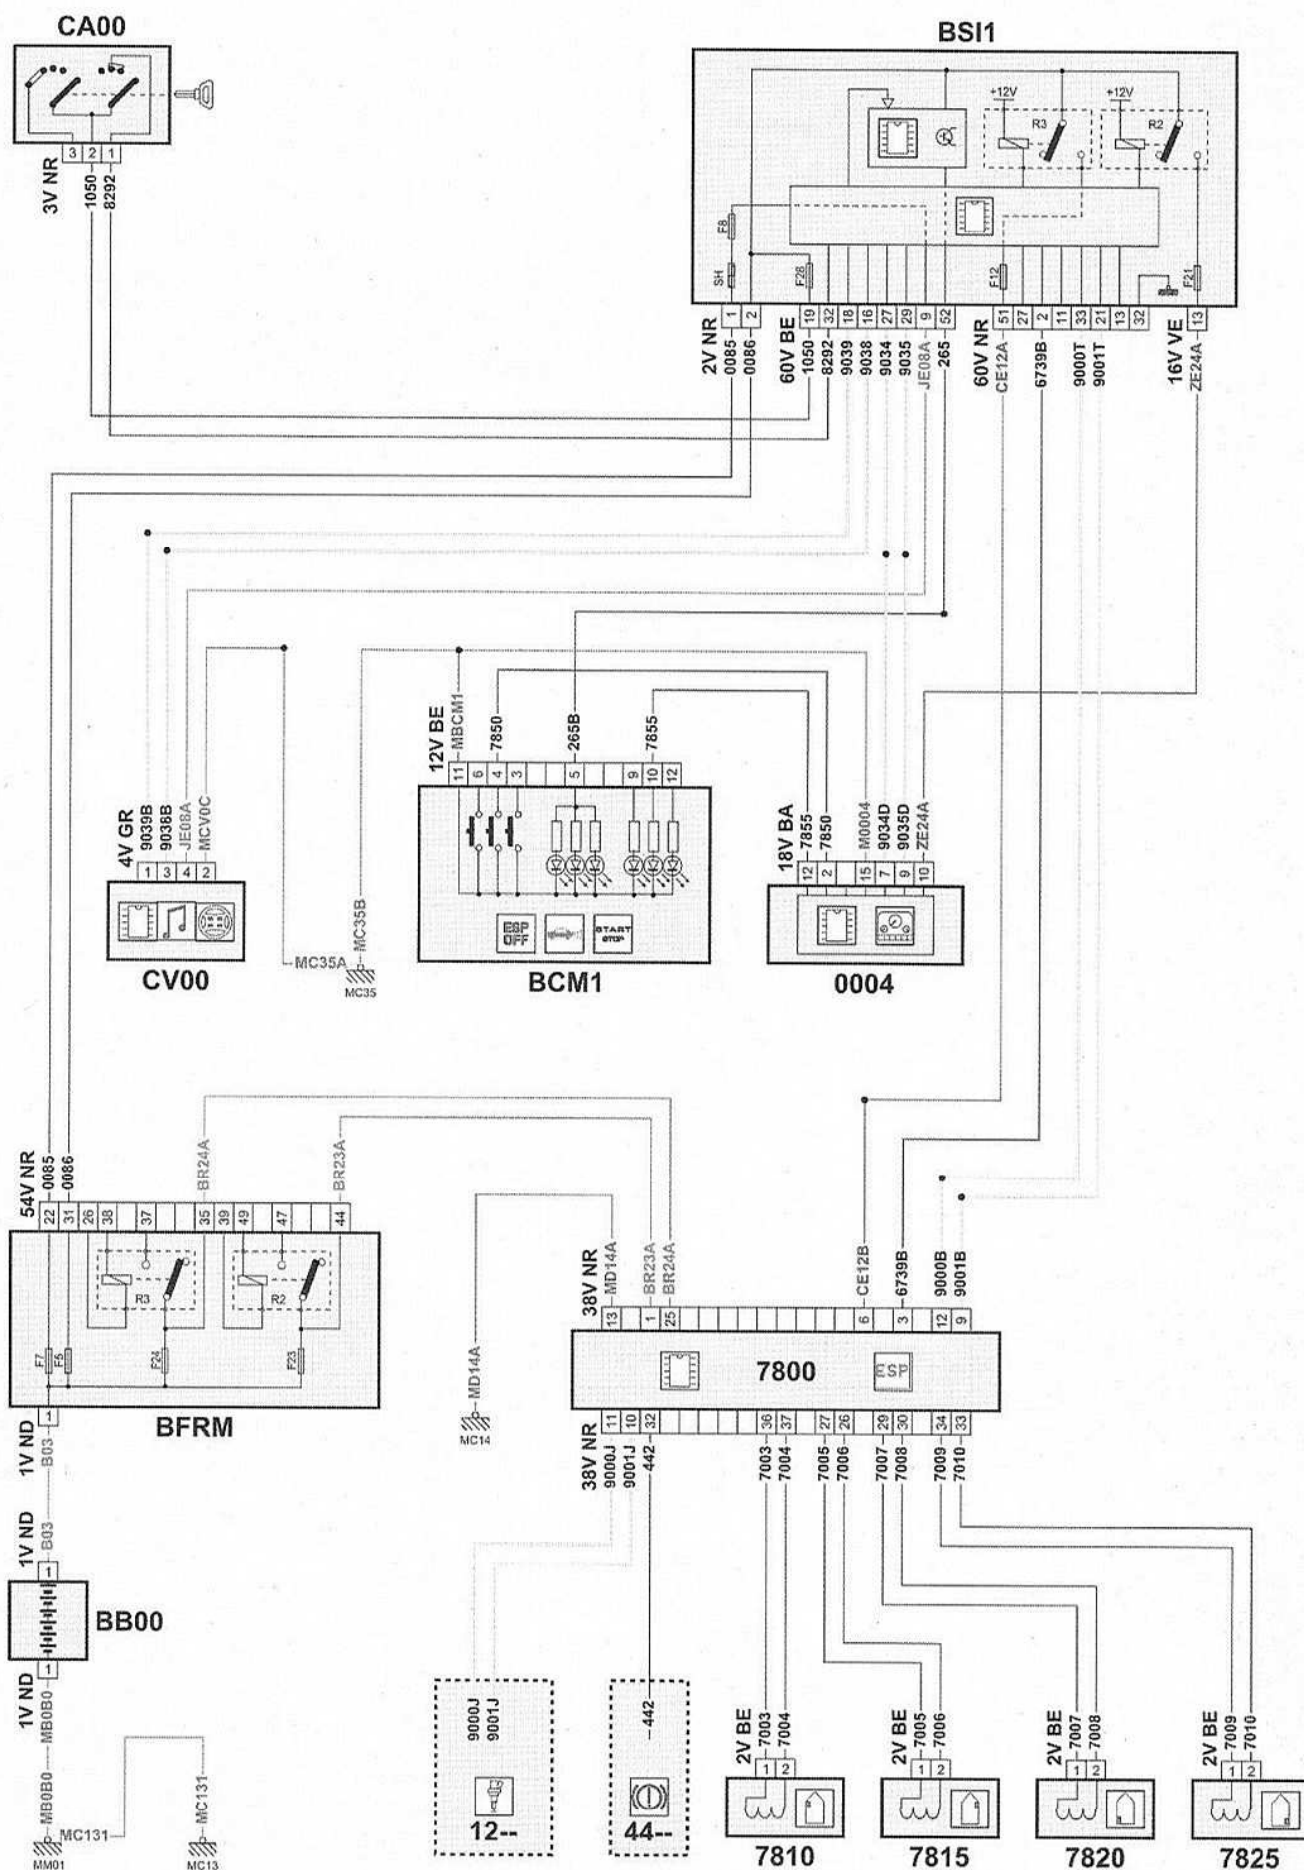 CA00
BSI1
+12V
+12V
R3
R2
F8
SH
F28
F12
F21
3 2 1
3V NR
1050
8292
1 2 19 32 18 16 27 29 9 52 51 27 2 11 33 21 13 32 13
2V NR
0085
0086
60V BE
1050
8292
9039
9038
9034
9035
JE08A
265
60V NR
CE12A
6739B
9000T
9001T
16V VE
ZE24A
12V BE
MBCM1
7850
265B
7855
11 6 4 3 5 9 10 12
4V GR
9039B
9038B
JE08A
MCV0C
1 3 4 2
18V BA
7855
7850
M0004
9034D
9035D
ZE24A
12 2 15 7 9 10
MC35B
ESP OFF
START STOP
MC35A
MC35
CV00
BCM1
0004
54V NR
0085
0086
BR24A
BR23A
22 31 26 38 37 35 39 49 47 44
R3
R2
F7
F5
F24
F23
BFRM
MD14A
MC14
38V NR
MD14A
BR23A
BR24A
CE12B
6739B
9000B
9001B
13 1 25 6 3 12 9
7800
ESP
11 10 32 36 37 27 26 29 30 34 33
38V NR
9000J
9001J
442
7003
7004
7005
7006
7007
7008
7009
7010
1
1V ND
B03
1V ND
B03
1
BB00
1
1V ND
MB0B0
MB0B0
MC131
MC131
MM01
MC13
9000J
9001J
12--
442
44--
2V BE
7003
7004
1 2
7810
2V BE
7005
7006
1 2
7815
2V BE
7007
7008
1 2
7820
2V BE
7009
7010
1 2
7825